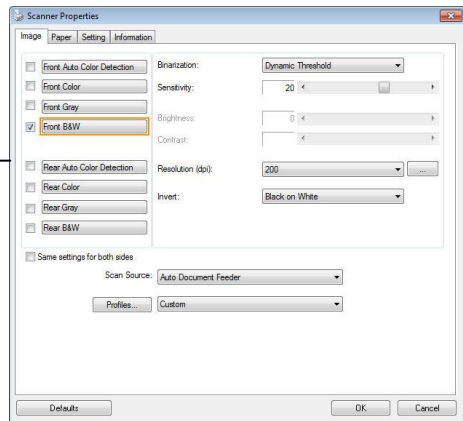 Scanner Properties
Image Paper Setting Information
Front Auto Color Detection
Front Color
Front Gray
Front B&W
Rear Auto Color Detection
Rear Color
Rear Gray
Rear B&W
Binarization: Dynamic Threshold
Sensitivity: 20
Brightness: 0
Contrast:
Resolution (dpi): 200 ...
Invert: Black on White
Same settings for both sides
Scan Source: Auto Document Feeder
Profiles... Custom
Defaults OK Cancel